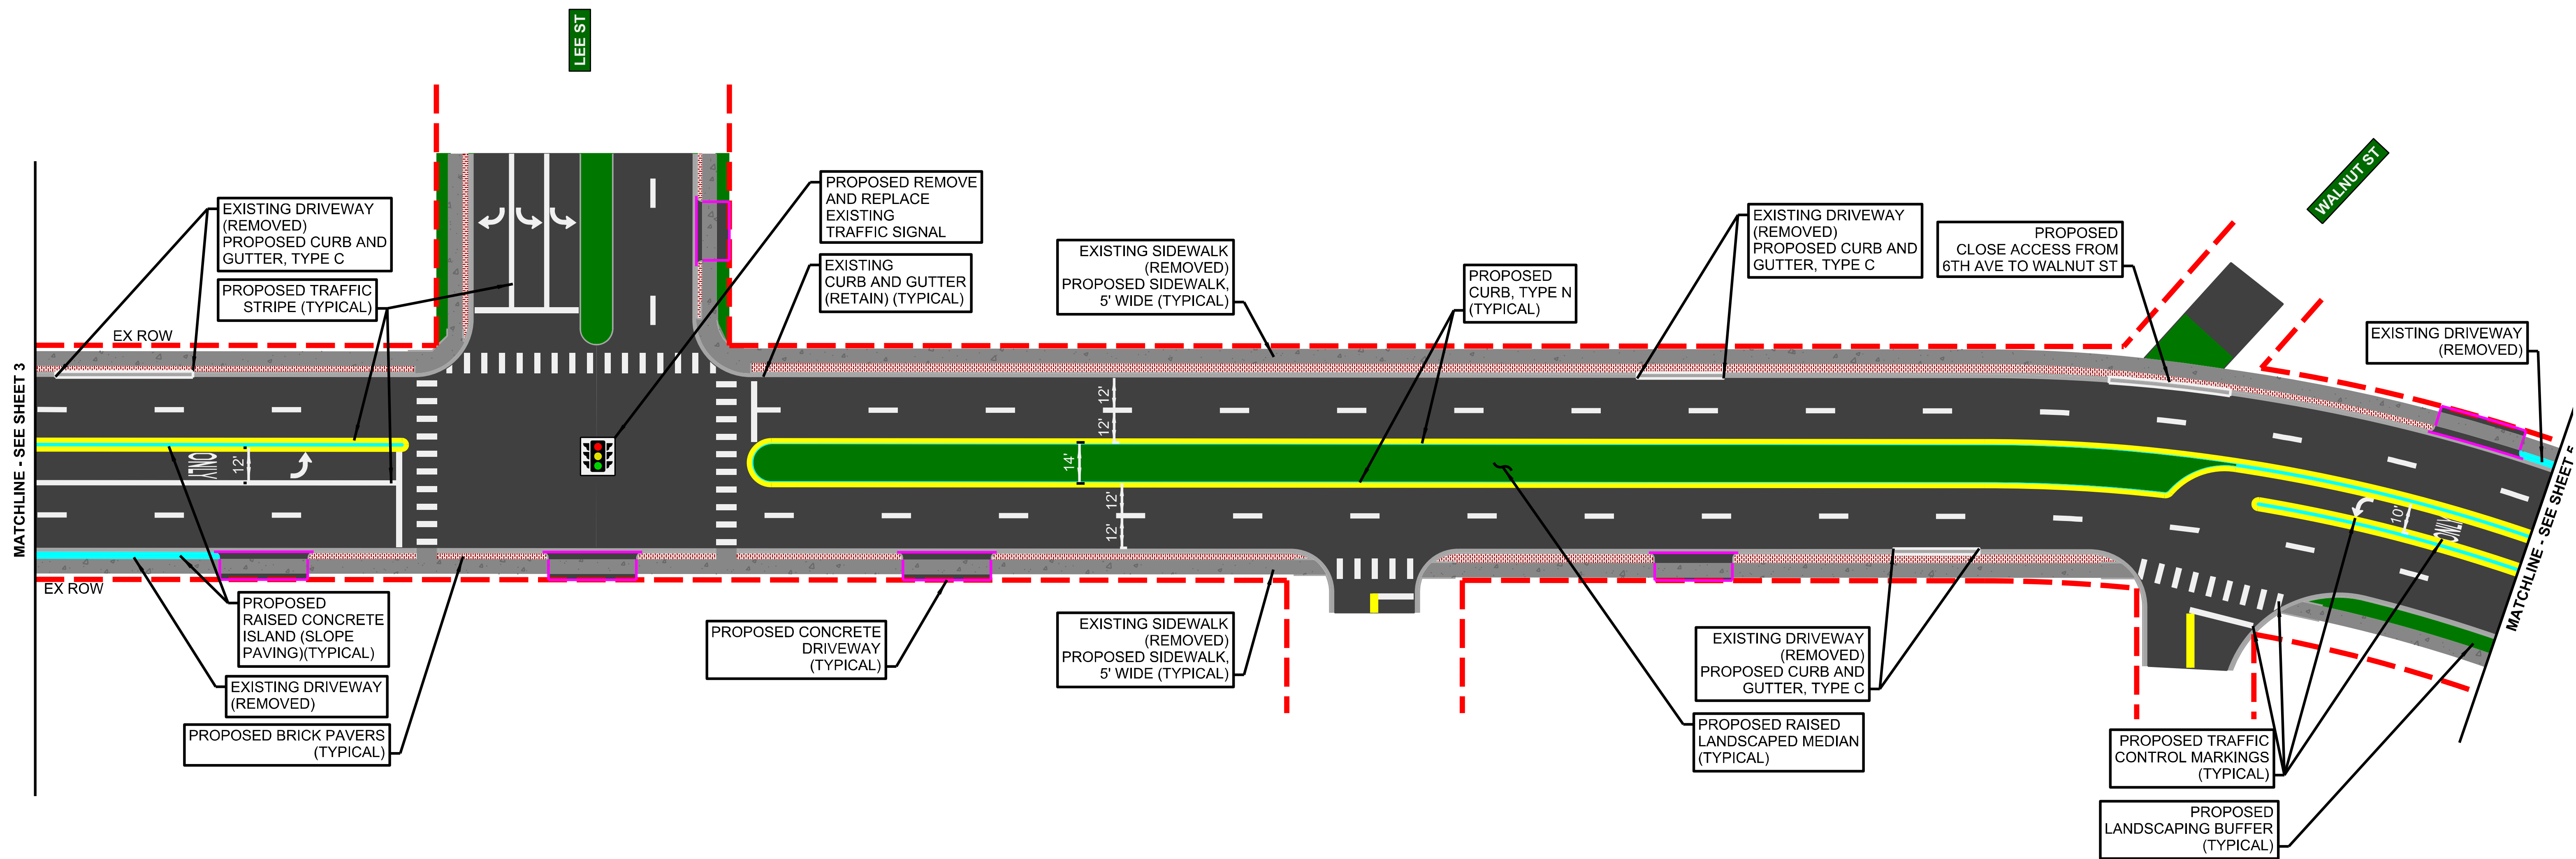 LEE ST
WALNUT ST
MATCHLINE - SEE SHEET 3
EXISTING DRIVEWAY
(REMOVED)
PROPOSED CURB AND
GUTTER, TYPE C
PROPOSED TRAFFIC
STRIPE (TYPICAL)
EX ROW
PROPOSED REMOVE
AND REPLACE
EXISTING
TRAFFIC SIGNAL
EXISTING
CURB AND GUTTER
(RETAIN) (TYPICAL)
EXISTING SIDEWALK
(REMOVED)
PROPOSED SIDEWALK,
5' WIDE (TYPICAL)
PROPOSED
CURB, TYPE N
(TYPICAL)
EXISTING DRIVEWAY
(REMOVED)
PROPOSED CURB AND
GUTTER, TYPE C
PROPOSED
CLOSE ACCESS FROM
6TH AVE TO WALNUT ST
EXISTING DRIVEWAY
(REMOVED)
ONLY
12'
12'
12'
14'
12'
12'
10'
ONLY
EX ROW
PROPOSED
RAISED CONCRETE
ISLAND (SLOPE
PAVING)(TYPICAL)
EXISTING DRIVEWAY
(REMOVED)
PROPOSED BRICK PAVERS
(TYPICAL)
PROPOSED CONCRETE
DRIVEWAY
(TYPICAL)
EXISTING SIDEWALK
(REMOVED)
PROPOSED SIDEWALK,
5' WIDE (TYPICAL)
EXISTING DRIVEWAY
(REMOVED)
PROPOSED CURB AND
GUTTER, TYPE C
PROPOSED RAISED
LANDSCAPED MEDIAN
(TYPICAL)
PROPOSED TRAFFIC
CONTROL MARKINGS
(TYPICAL)
PROPOSED
LANDSCAPING BUFFER
(TYPICAL)
MATCHLINE - SEE SHEET